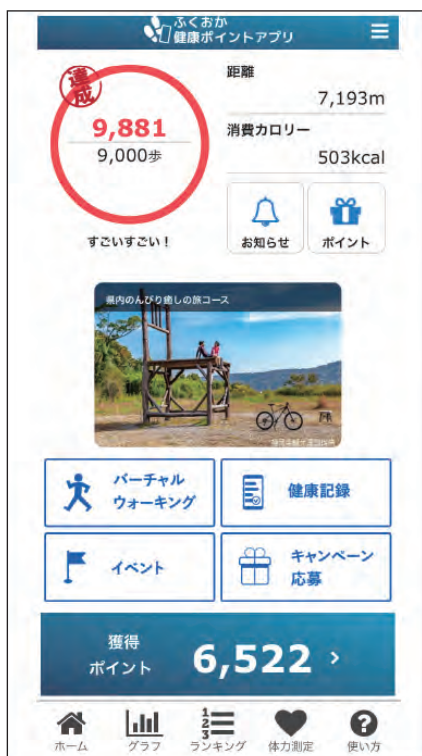 ふくおか
健康ポイントアプリ
達成
9,881
9,000歩
すごいすごい！
距離
7,193m
消費カロリー
503kcal
お知らせ
ポイント
県内のんびり癒しの旅コース
バーチャル
ウォーキング
健康記録
イベント
キャンペーン
応募
獲得
ポイント
6,522 ›
1
2
3
ホーム
グラフ
ランキング
体力測定
?
使い方